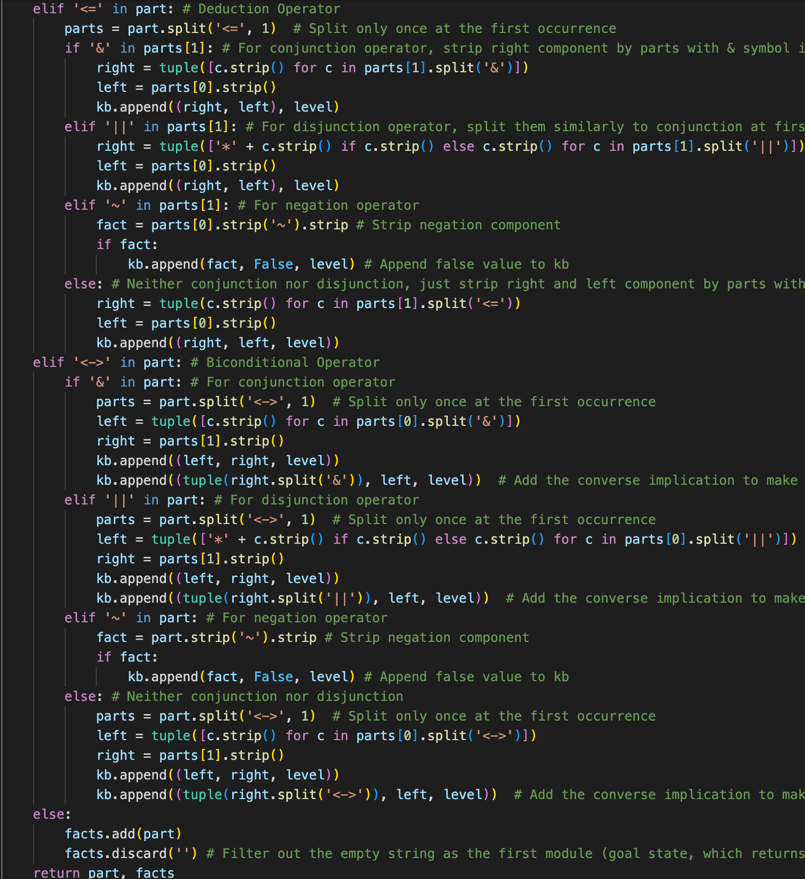 elif '<=' in part: # Deduction Operator
parts = part.split('<=', 1)  # Split only once at the first occurrence
if '&' in parts[1]: # For conjunction operator, strip right component by parts with & symbol i
right = tuple([c.strip() for c in parts[1].split('&')])
left = parts[0].strip()
kb.append((right, left), level)
elif '||' in parts[1]: # For disjunction operator, split them similarly to conjunction at firs
right = tuple(['*' + c.strip() if c.strip() else c.strip() for c in parts[1].split('||')])
left = parts[0].strip()
kb.append((right, left), level)
elif '~' in parts[1]: # For negation operator
fact = parts[0].strip('~').strip # Strip negation component
if fact:
kb.append(fact, False, level) # Append false value to kb
else: # Neither conjunction nor disjunction, just strip right and left component by parts with
right = tuple(c.strip() for c in parts[1].split('<='))
left = parts[0].strip()
kb.append((right, left, level))
elif '<->' in part: # Biconditional Operator
if '&' in part: # For conjunction operator
parts = part.split('<->', 1)  # Split only once at the first occurrence
left = tuple([c.strip() for c in parts[0].split('&')])
right = parts[1].strip()
kb.append((left, right, level))
kb.append((tuple(right.split('&')), left, level))  # Add the converse implication to make
elif '||' in part: # For disjunction operator
parts = part.split('<->', 1)  # Split only once at the first occurrence
left = tuple(['*' + c.strip() if c.strip() else c.strip() for c in parts[0].split('||')])
right = parts[1].strip()
kb.append((left, right, level))
kb.append((tuple(right.split('||')), left, level))  # Add the converse implication to make
elif '~' in part: # For negation operator
fact = part.strip('~').strip # Strip negation component
if fact:
kb.append(fact, False, level) # Append false value to kb
else: # Neither conjunction nor disjunction
parts = part.split('<->', 1)  # Split only once at the first occurrence
left = tuple([c.strip() for c in parts[0].split('<->')])
right = parts[1].strip()
kb.append((left, right, level))
kb.append((tuple(right.split('<->')), left, level))  # Add the converse implication to mak
else:
facts.add(part)
facts.discard('') # Filter out the empty string as the first module (goal state, which returns
return part, facts